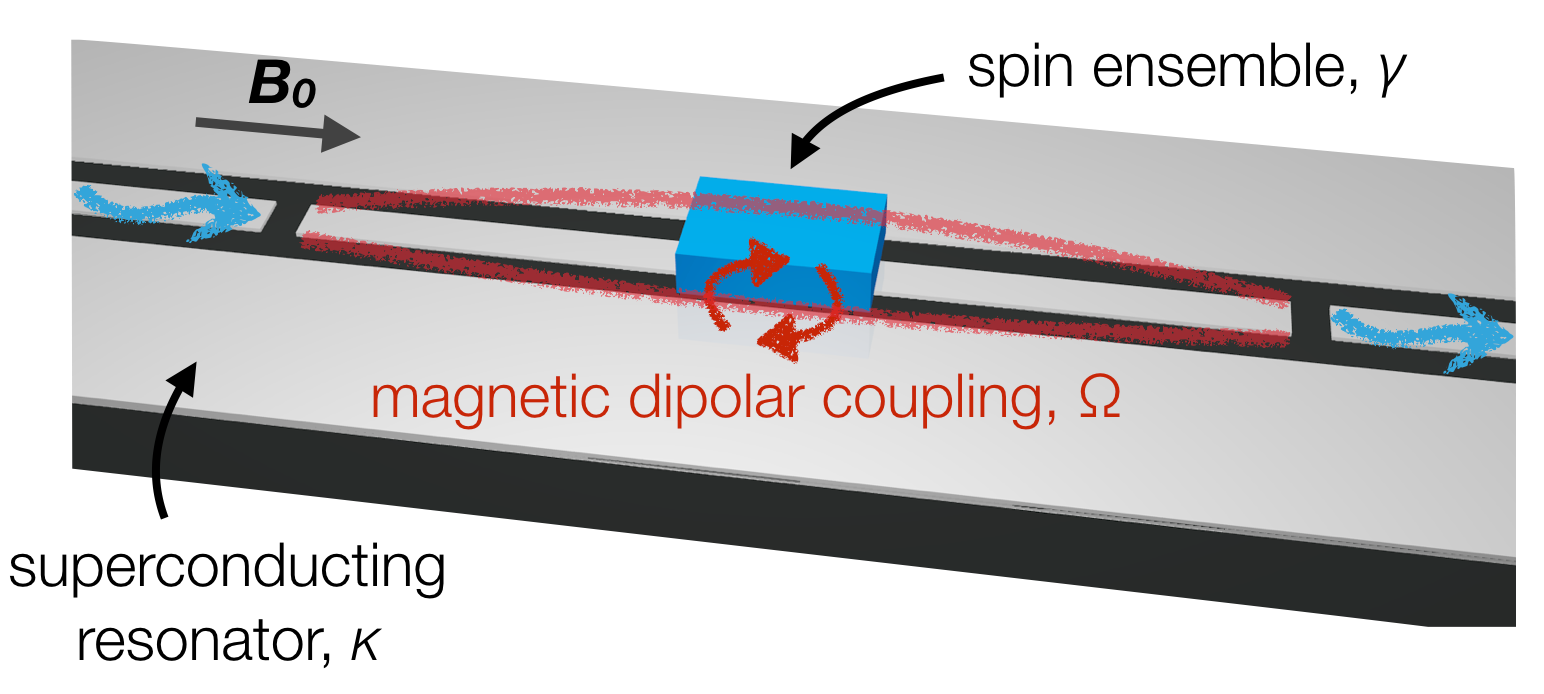 B0
spin ensemble, γ
magnetic dipolar coupling, Ω
superconducting
resonator, κ